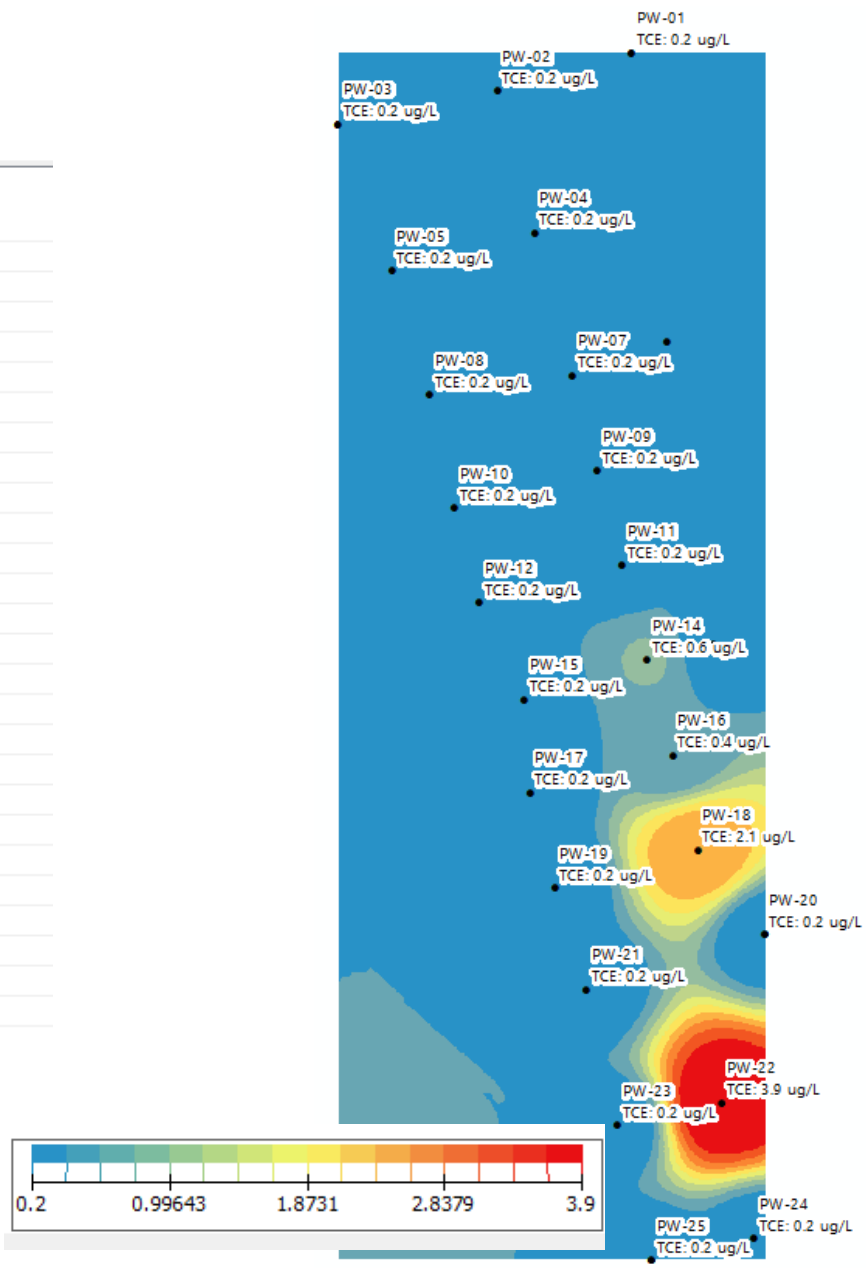 PW-01
TCE: 0.2 ug/L
PW-02
TCE: 0.2 ug/L
PW-03
TCE: 0.2 ug/L
PW-04
TCE: 0.2 ug/L
PW-05
TCE: 0.2 ug/L
PW-07
TCE: 0.2 ug/L
PW-08
TCE: 0.2 ug/L
PW-09
TCE: 0.2 ug/L
PW-10
TCE: 0.2 ug/L
PW-11
TCE: 0.2 ug/L
PW-12
TCE: 0.2 ug/L
PW-14
TCE: 0.6 ug/L
PW-15
TCE: 0.2 ug/L
PW-16
TCE: 0.4 ug/L
PW-17
TCE: 0.2 ug/L
PW-18
TCE: 2.1 ug/L
PW-19
TCE: 0.2 ug/L
PW-20
TCE: 0.2 ug/L
PW-21
TCE: 0.2 ug/L
PW-22
TCE: 3.9 ug/L
PW-23
TCE: 0.2 ug/L
0.2 0.99643 1.8731 2.8379 3.9
PW-24
TCE: 0.2 ug/L
PW-25
TCE: 0.2 ug/L